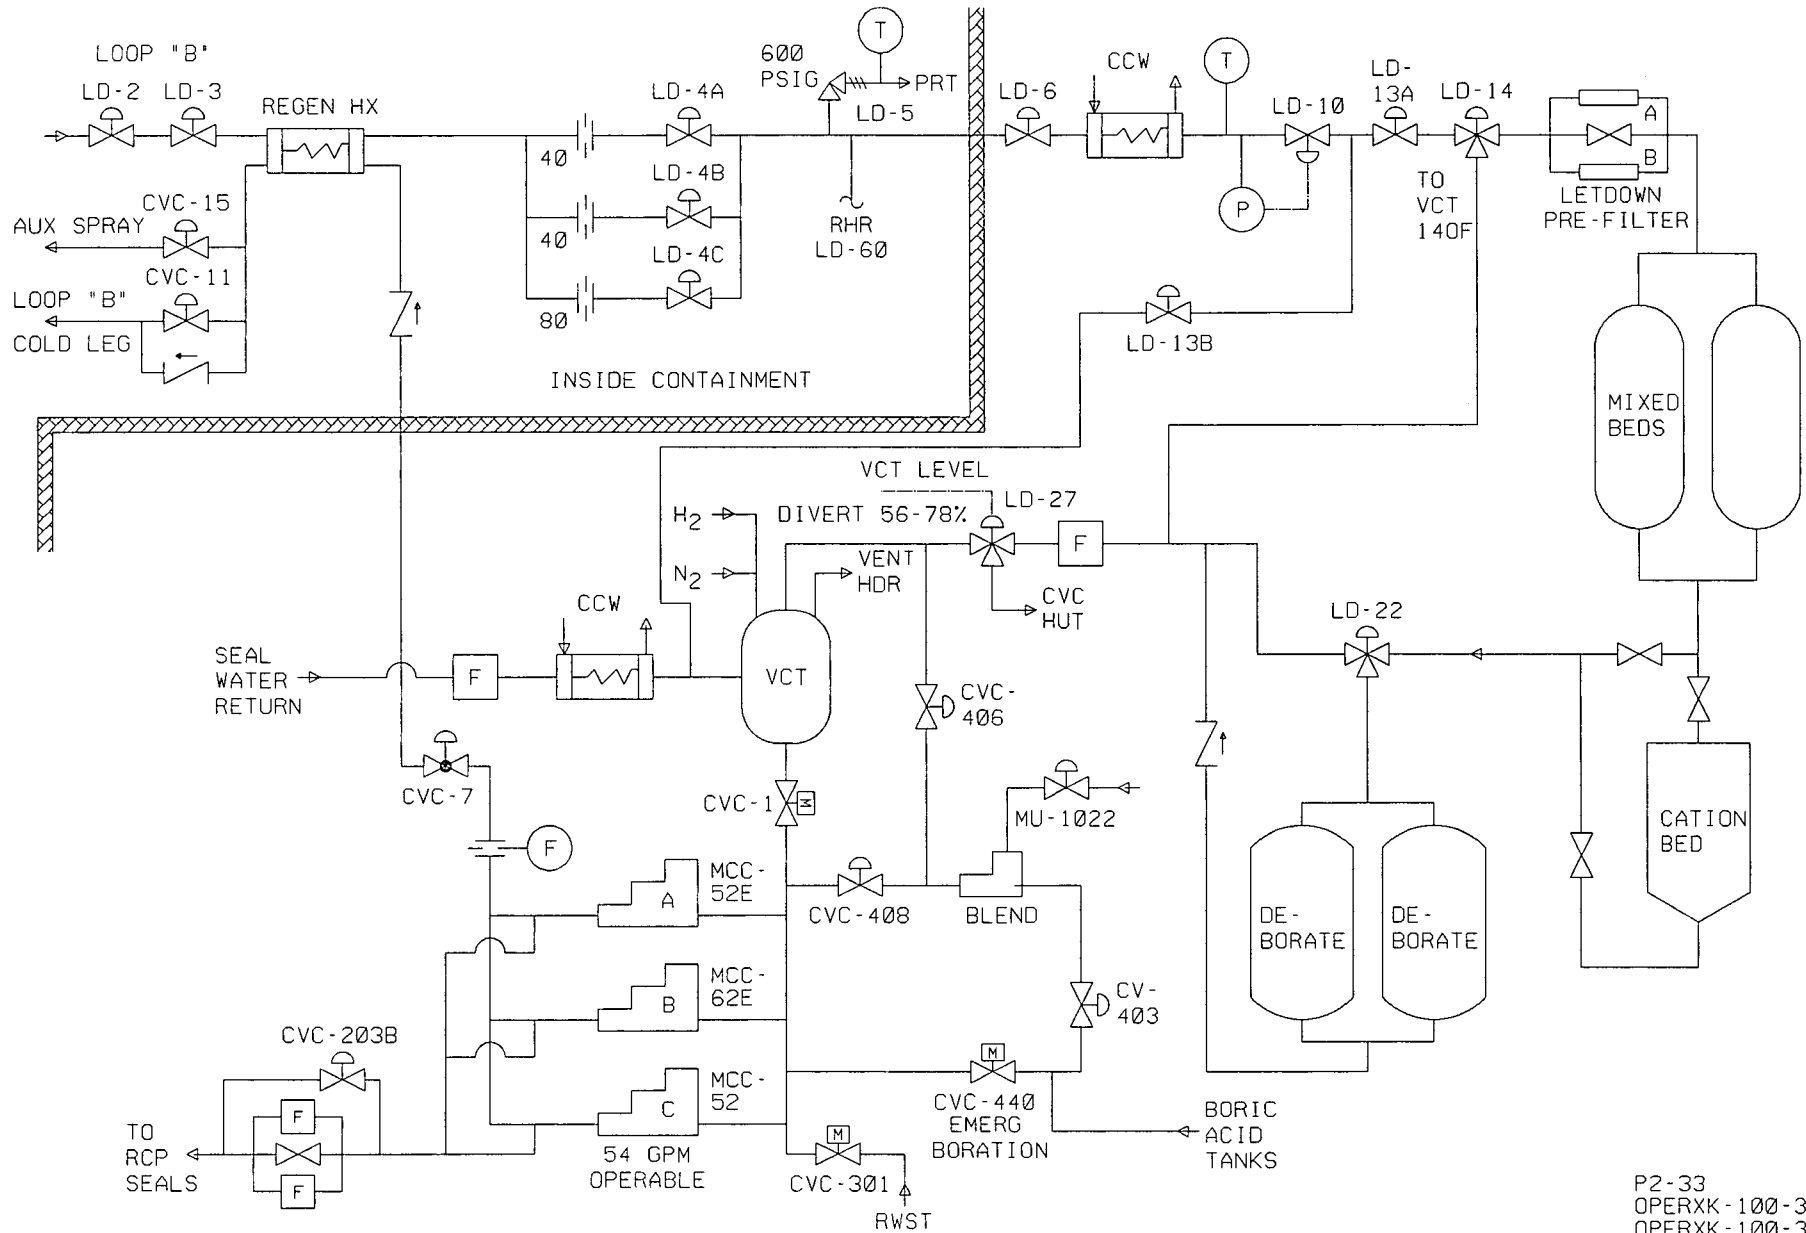 LOOP "B"
LD-2
LD-3
REGEN HX
LD-4A
40
LD-4B
40
LD-4C
80
600
PSIG
T
PRT
LD-5
RHR
LD-60
LD-6
CCW
T
LD-10
P
LD-
13A
LD-14
TO
VCT
140F
A
B
LETDOWN
PRE-FILTER
CVC-15
AUX SPRAY
CVC-11
LOOP "B"
COLD LEG
INSIDE CONTAINMENT
LD-13B
MIXED
BEDS
VCT LEVEL
LD-27
DIVERT 56-78%
H2
N2
VENT
HDR
F
CVC
HUT
CCW
LD-22
SEAL
WATER
RETURN
F
VCT
CVC-
406
CVC-7
CVC-1
M
MU-1022
F
CATION
BED
A
MCC-
52E
CVC-408
BLEND
DE-
BORATE
DE-
BORATE
B
MCC-
62E
CV-
403
CVC-203B
C
MCC-
52
M
CVC-440
EMERG
BORATION
BORIC
ACID
TANKS
F
F
TO
RCP
SEALS
54 GPM
OPERABLE
M
CVC-301
RWST
P2-33
OPERXK-100-3
OPERXK-100-3